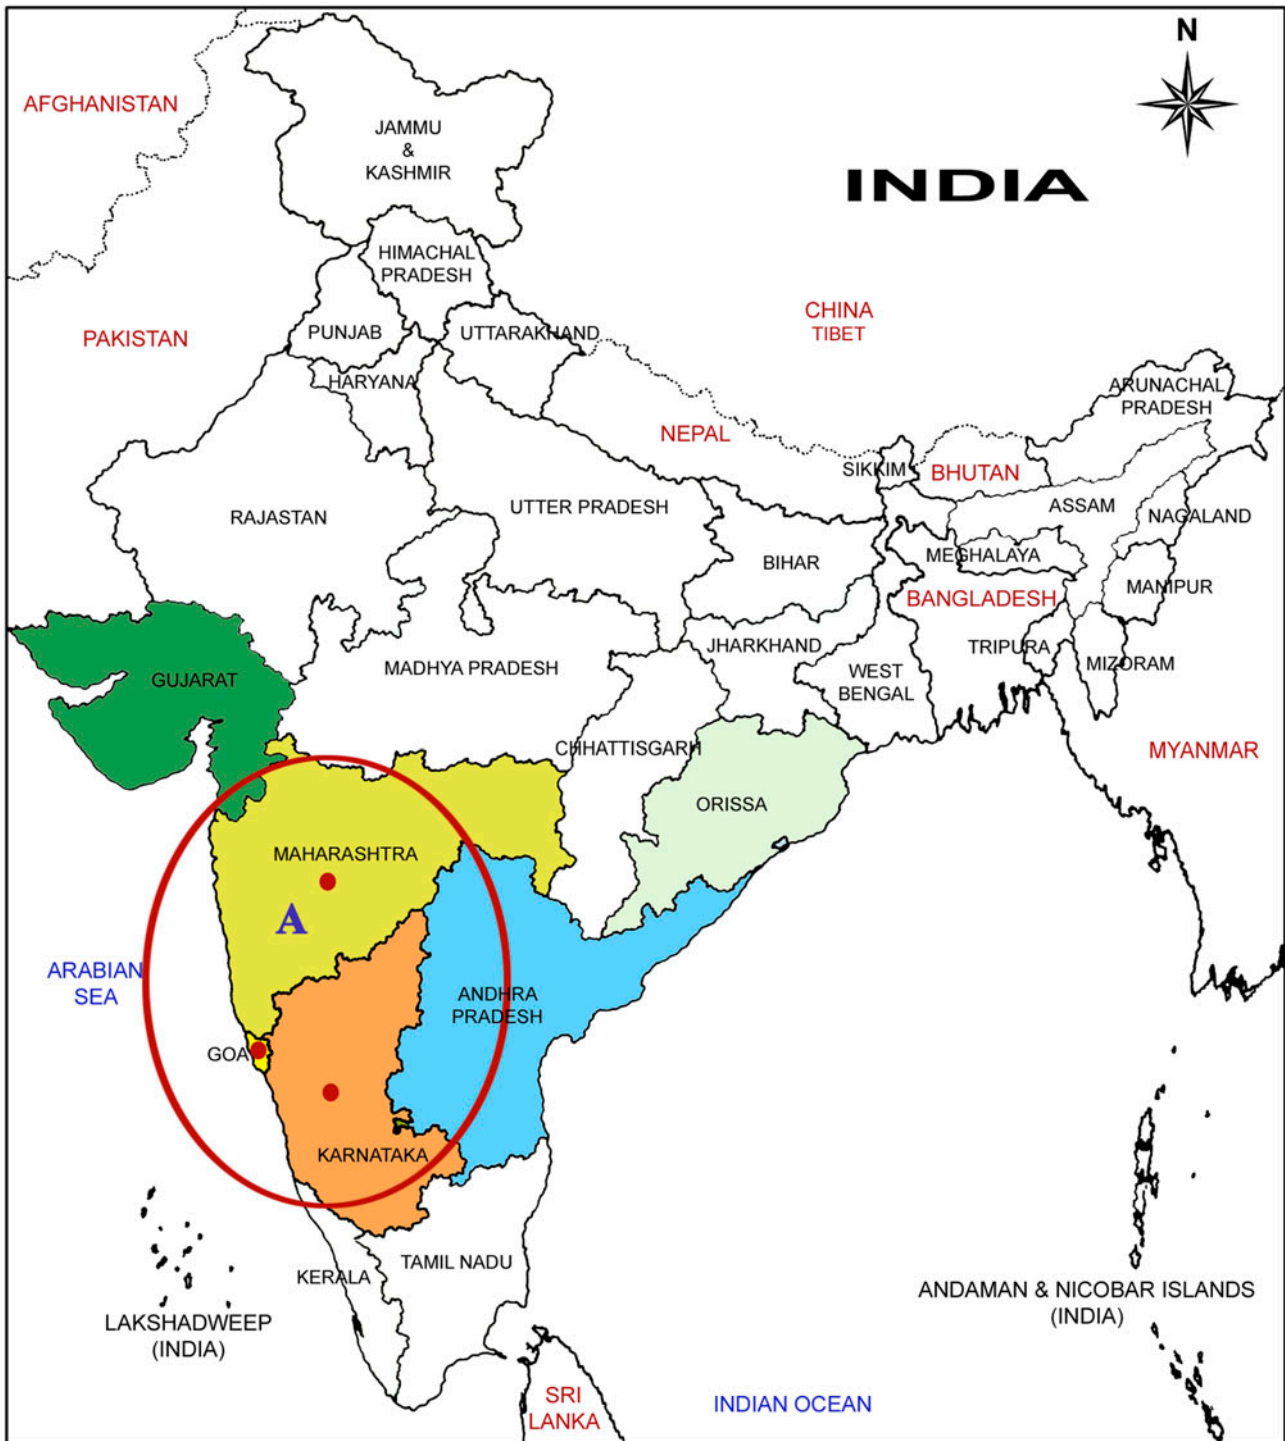 N
AFGHANISTAN
JAMMU
&
KASHMIR
INDIA
HIMACHAL
PRADESH
CHINA
TIBET
PAKISTAN
PUNJAB
UTTARAKHAND
HARYANA
ARUNACHAL
PRADESH
NEPAL
SIKKIM
BHUTAN
ASSAM
NAGALAND
RAJASTAN
UTTER PRADESH
BIHAR
MEGHALAYA
MANIPUR
BANGLADESH
JHARKHAND
TRIPURA
MIZORAM
GUJARAT
MADHYA PRADESH
WEST
BENGAL
CHHATTISGARH
MYANMAR
ORISSA
MAHARASHTRA
A
ARABIAN
SEA
ANDHRA
PRADESH
GOA
KARNATAKA
TAMIL NADU
KERALA
LAKSHADWEEP
(INDIA)
ANDAMAN & NICOBAR ISLANDS
(INDIA)
SRI
LANKA
INDIAN OCEAN